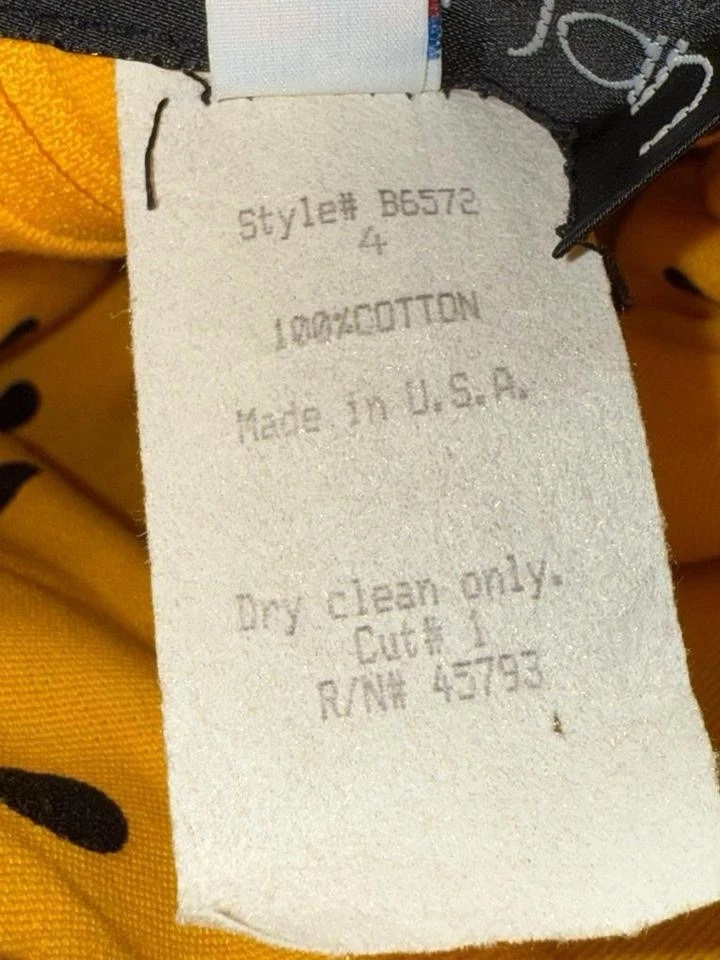 Style# B6572
4
100%COTTON
Made in U.S.A.
Dry clean only.
Cut# 1
R/N# 45793